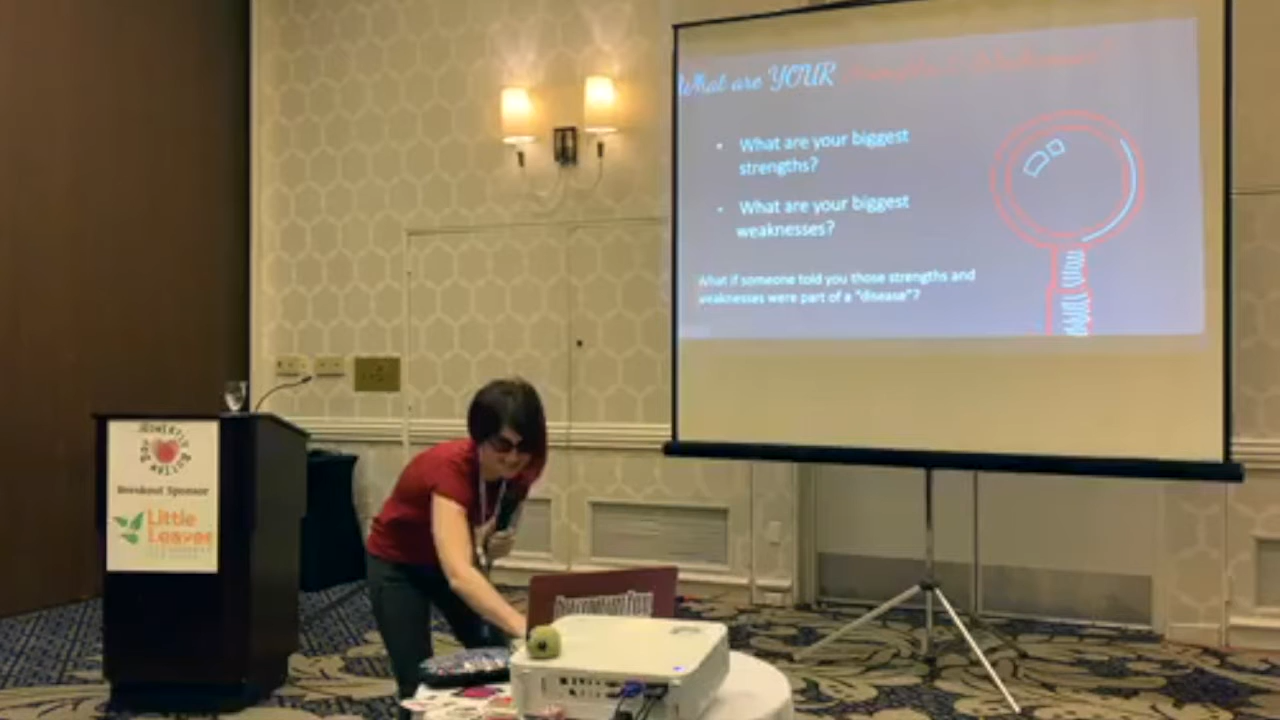 What are YOUR
• What are your biggest
strengths?
• What are your biggest
weaknesses?
What if someone told you those strengths and
weaknesses were part of a "disease"?
Breakout Sponsor
Little
Leaves